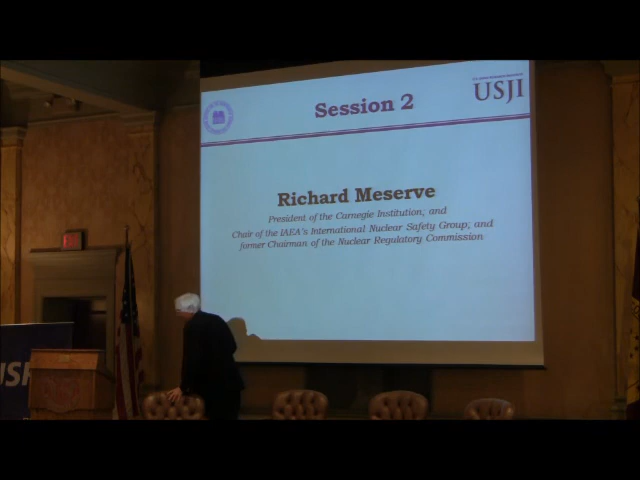 USJI
Session 2
Richard Meserve
President of the Carnegie Institution; and
Chair of the IAEA's International Nuclear Safety Group; and
former Chairman of the Nuclear Regulatory Commission